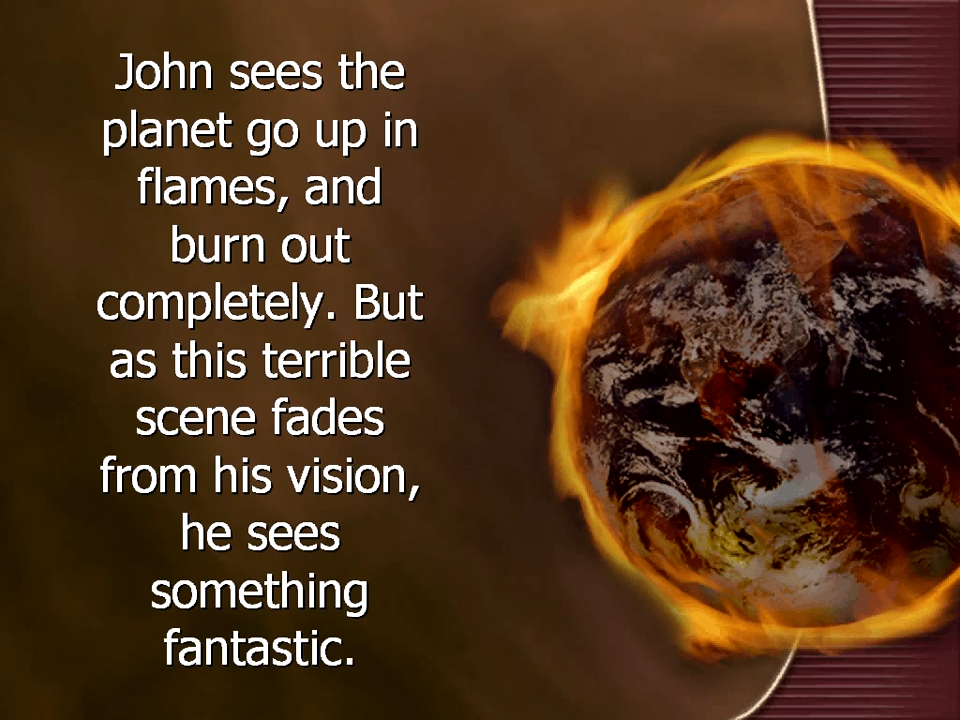 John sees the
planet go up in
flames, and
burn out
completely. But
as this terrible
scene fades
from his vision,
he sees
something
fantastic.